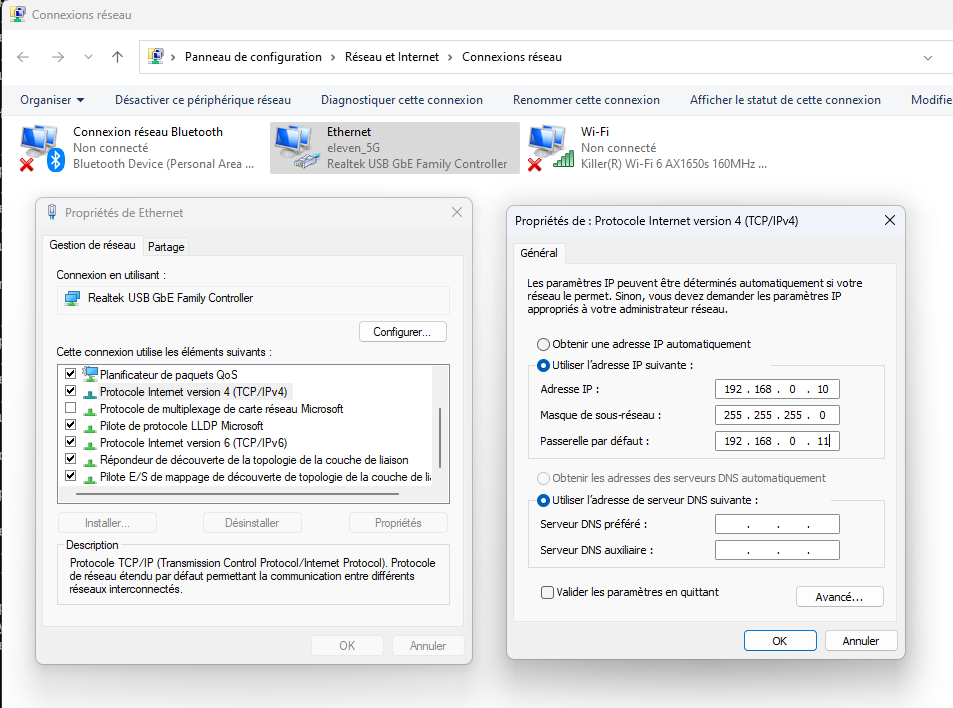 Connexions réseau
Panneau de configuration > Réseau et Internet > Connexions réseau
Organiser Désactiver ce périphérique réseau Diagnostiquer cette connexion Renommer cette connexion Afficher le statut de cette connexion Modifie
Connexion réseau Bluetooth
Non connecté
Bluetooth Device (Personal Area ...
Ethernet
eleven_5G
Realtek USB GbE Family Controller
Wi-Fi
Non connecté
Killer(R) Wi-Fi 6 AX1650s 160MHz ...
Propriétés de Ethernet
Gestion de réseau Partage
Connexion en utilisant :
Realtek USB GbE Family Controller
Configurer...
Cette connexion utilise les éléments suivants :
Planificateur de paquets QoS
Protocole Internet version 4 (TCP/IPv4)
Protocole de multiplexage de carte réseau Microsoft
Pilote de protocole LLDP Microsoft
Protocole Internet version 6 (TCP/IPv6)
Répondeur de découverte de la topologie de la couche de liaison
Pilote E/S de mappage de découverte de topologie de la couche de li
Installer... Désinstaller Propriétés
Description
Protocole TCP/IP (Transmission Control Protocol/Internet Protocol). Protocole
de réseau étendu par défaut permettant la communication entre différents
réseaux interconnectés.
OK Annuler
Propriétés de : Protocole Internet version 4 (TCP/IPv4)
Général
Les paramètres IP peuvent être déterminés automatiquement si votre
réseau le permet. Sinon, vous devez demander les paramètres IP
appropriés à votre administrateur réseau.
Obtenir une adresse IP automatiquement
Utiliser l'adresse IP suivante :
Adresse IP : 192 . 168 . 0 . 10
Masque de sous-réseau : 255 . 255 . 255 . 0
Passerelle par défaut : 192 . 168 . 0 . 11
Obtenir les adresses des serveurs DNS automatiquement
Utiliser l'adresse de serveur DNS suivante :
Serveur DNS préféré : . . .
Serveur DNS auxiliaire : . . .
Valider les paramètres en quittant
Avancé...
OK Annuler